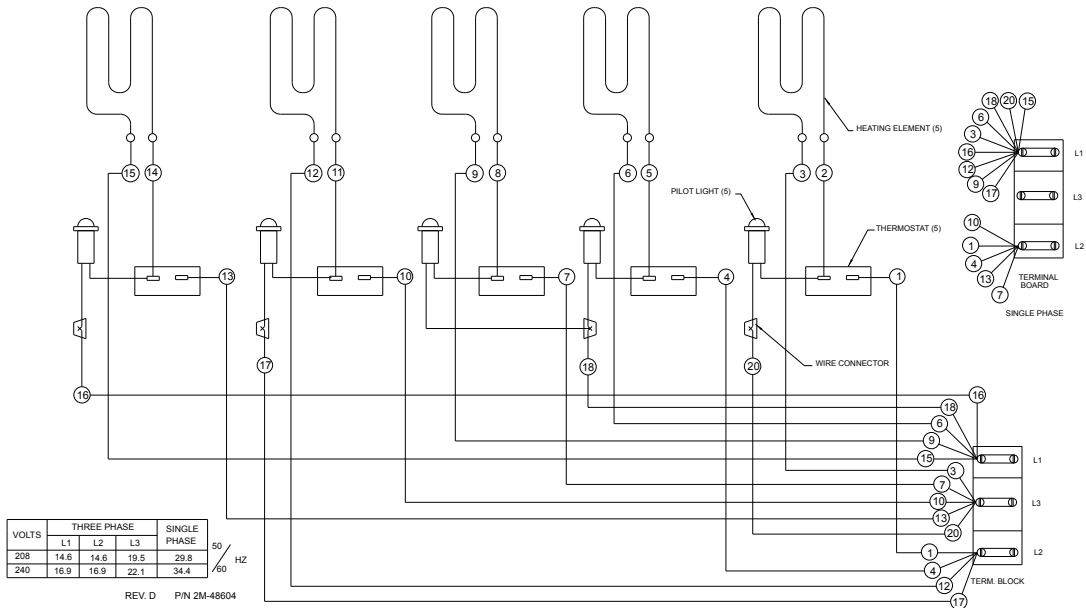 18 20 15
6
3
16
12
9
17
L1
L3
L2
10
1
4
13
7
TERMINAL
BOARD
SINGLE PHASE
HEATING ELEMENT (5)
PILOT LIGHT (5)
THERMOSTAT (5)
WIRE CONNECTOR
15 14 12 11 9 8 6 5 3 2
13 10 7 4 1
17 18 20
16
16
18
6
9
15
L1
3
7
10
13
20
L3
1
4
12
17
L2
TERM. BLOCK
VOLTS THREE PHASE SINGLE PHASE
L1 L2 L3
208 14.6 14.6 19.5 29.8
240 16.9 16.9 22.1 34.4
50/60 HZ
REV. D P/N 2M-48604